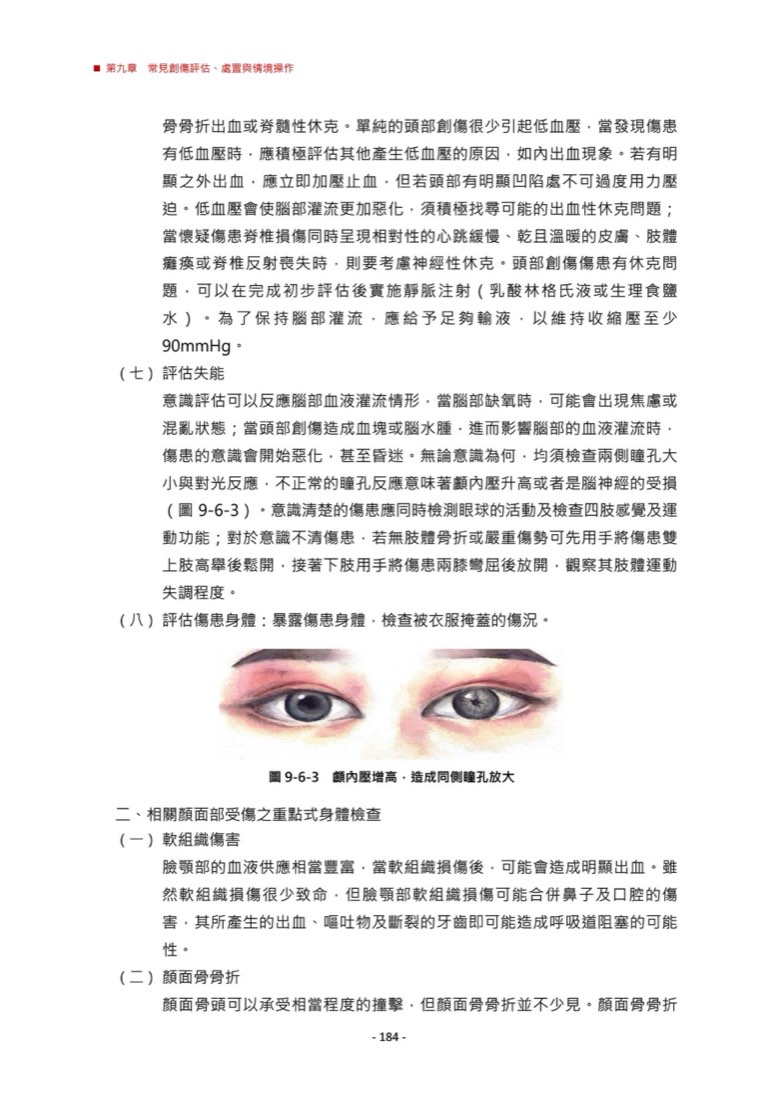 ■ 第九章　常見創傷評估、處置與情境操作
骨骨折出血或脊髓性休克。單純的頭部創傷很少引起低血壓，當發現傷患
有低血壓時，應積極評估其他產生低血壓的原因，如內出血現象。若有明
顯之外出血，應立即加壓止血，但若頭部有明顯凹陷處不可過度用力壓
迫。低血壓會使腦部灌流更加惡化，須積極找尋可能的出血性休克問題；
當懷疑傷患脊椎損傷同時呈現相對性的心跳緩慢、乾且溫暖的皮膚、肢體
癱瘓或脊椎反射喪失時，則要考慮神經性休克。頭部創傷傷患有休克問
題，可以在完成初步評估後實施靜脈注射（乳酸林格氏液或生理食鹽
水）。為了保持腦部灌流，應給予足夠輸液，以維持收縮壓至少
90mmHg。
（七）評估失能
意識評估可以反應腦部血液灌流情形，當腦部缺氧時，可能會出現焦慮或
混亂狀態；當頭部創傷造成血塊或腦水腫，進而影響腦部的血液灌流時，
傷患的意識會開始惡化，甚至昏迷。無論意識為何，均須檢查兩側瞳孔大
小與對光反應，不正常的瞳孔反應意味著顱內壓升高或者是腦神經的受損
（圖 9-6-3）。意識清楚的傷患應同時檢測眼球的活動及檢查四肢感覺及運
動功能；對於意識不清傷患，若無肢體骨折或嚴重傷勢可先用手將傷患雙
上肢高舉後鬆開，接著下肢用手將傷患兩膝彎屈後放開，觀察其肢體運動
失調程度。
（八）評估傷患身體：暴露傷患身體，檢查被衣服掩蓋的傷況。
圖 9-6-3　顱內壓增高，造成同側瞳孔放大
二、相關顏面部受傷之重點式身體檢查
（一）軟組織傷害
臉顎部的血液供應相當豐富，當軟組織損傷後，可能會造成明顯出血。雖
然軟組織損傷很少致命，但臉顎部軟組織損傷可能合併鼻子及口腔的傷
害，其所產生的出血、嘔吐物及斷裂的牙齒即可能造成呼吸道阻塞的可能
性。
（二）顏面骨骨折
顏面骨頭可以承受相當程度的撞擊，但顏面骨骨折並不少見。顏面骨骨折
- 184 -